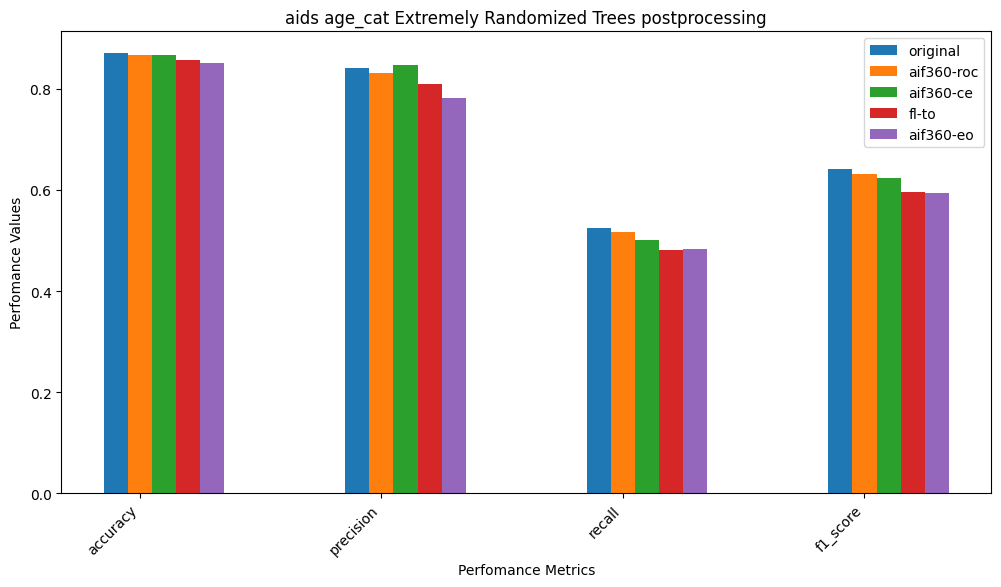 aids age_cat Extremely Randomized Trees postprocessing
original
aif360-roc
aif360-ce
fl-to
aif360-eo
Perfomance Values
0.8
0.6
0.4
0.2
0.0
accuracy
precision
recall
f1_score
Perfomance Metrics